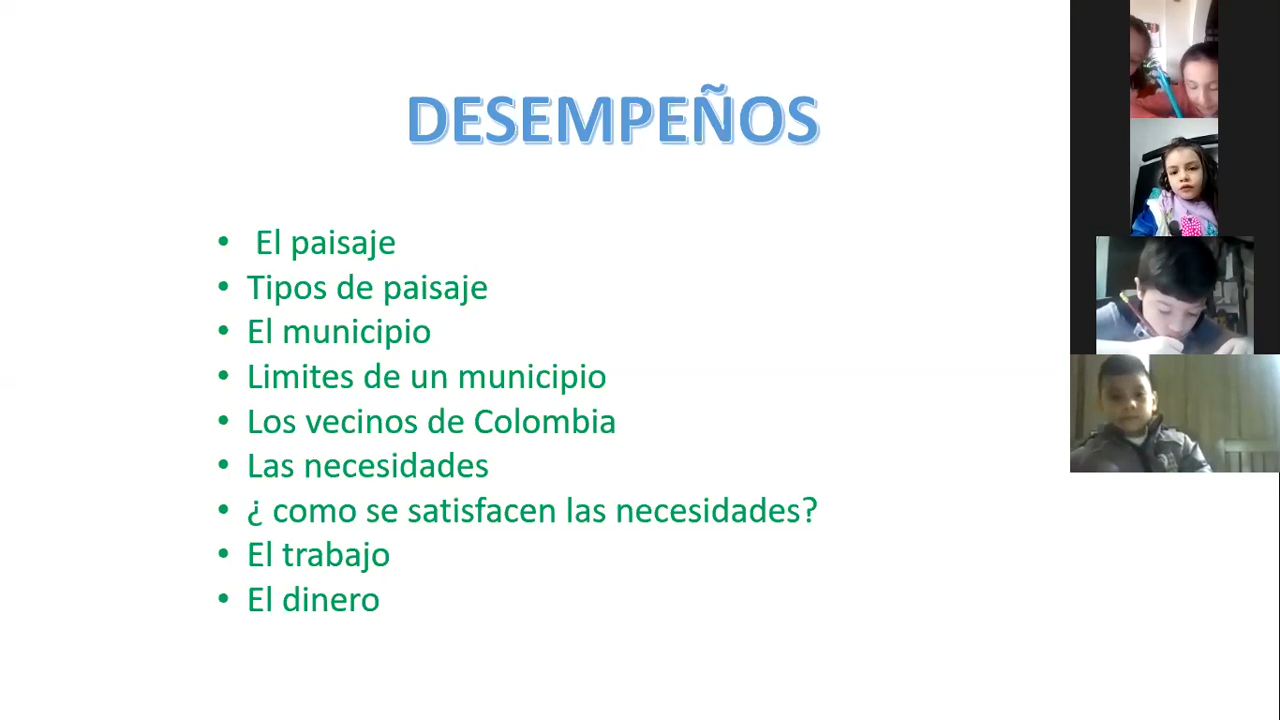 DESEMPEÑOS
• El paisaje
• Tipos de paisaje
• El municipio
• Limites de un municipio
• Los vecinos de Colombia
• Las necesidades
• ¿ como se satisfacen las necesidades?
• El trabajo
• El dinero